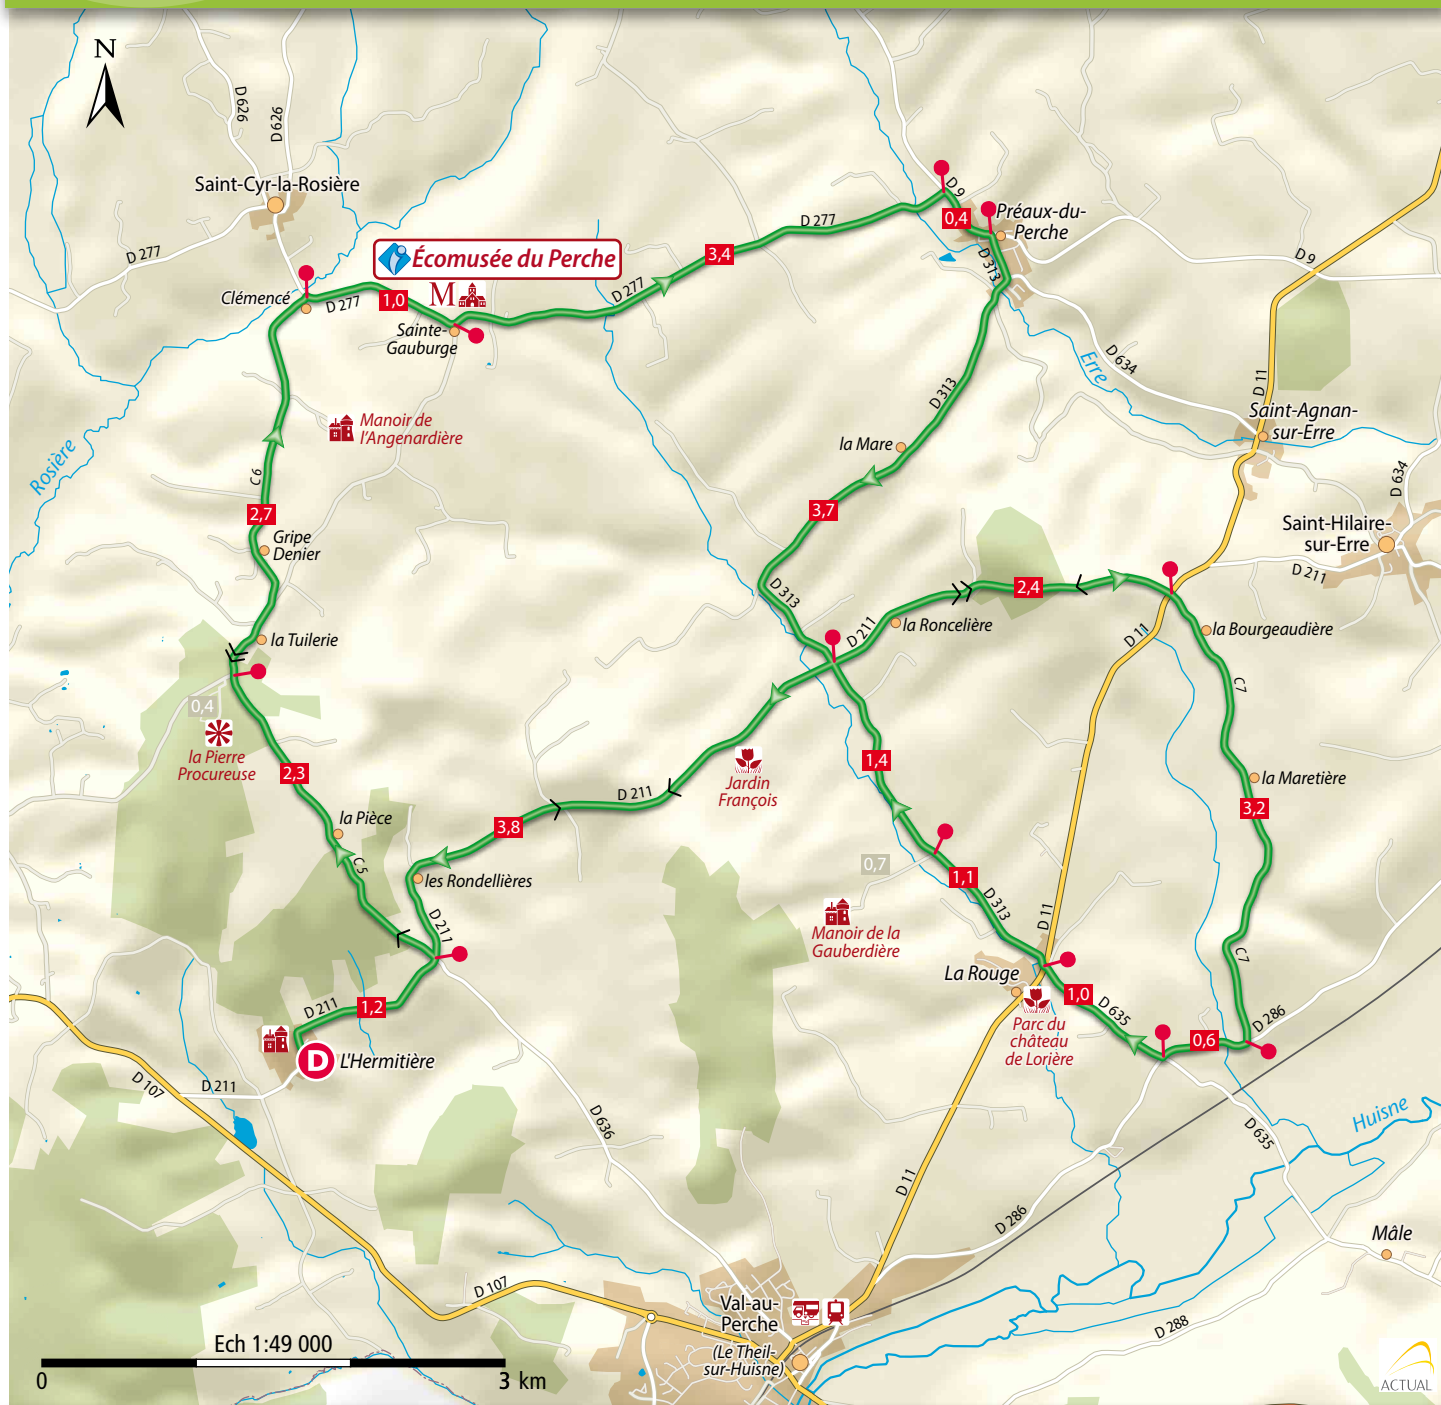 N
D 626
D 626
Saint-Cyr-la-Rosière
D 277
Écomusée du Perche
M
Clémencé
D 277
1,0
Sainte-
Gauburge
D 277
3,4
D 277
D 9
0,4
Préaux-du-
Perche
D 313
D 9
D 634
Erre
D 11
Saint-Agnan-
sur-Erre
D 634
Saint-Hilaire-
sur-Erre
D 211
Rosière
Manoir de
l'Angenardière
C 6
2,7
Gripe
Denier
la Tuilerie
D 313
la Mare
3,7
D 313
D 211
la Roncelière
2,4
D 11
la Bourgeaudière
C7
la Maretière
3,2
C7
0,4
la Pierre
Procureuse
2,3
la Pièce
C 5
3,8
D 211
Jardin
François
1,4
les Rondellières
D 211
0,7
1,1
D 313
Manoir de la
Gauberdière
D 11
La Rouge
1,0
D 635
Parc du
château
de Lorière
0,6
D 286
D 211
1,2
D
L'Hermitière
D 211
D 107
D 636
D 635
Huisne
D 11
D 286
Mâle
D 107
Val-au-
Perche
(Le Theil-
sur-Huisne)
D 288
Ech 1:49 000
0
3 km
ACTUAL